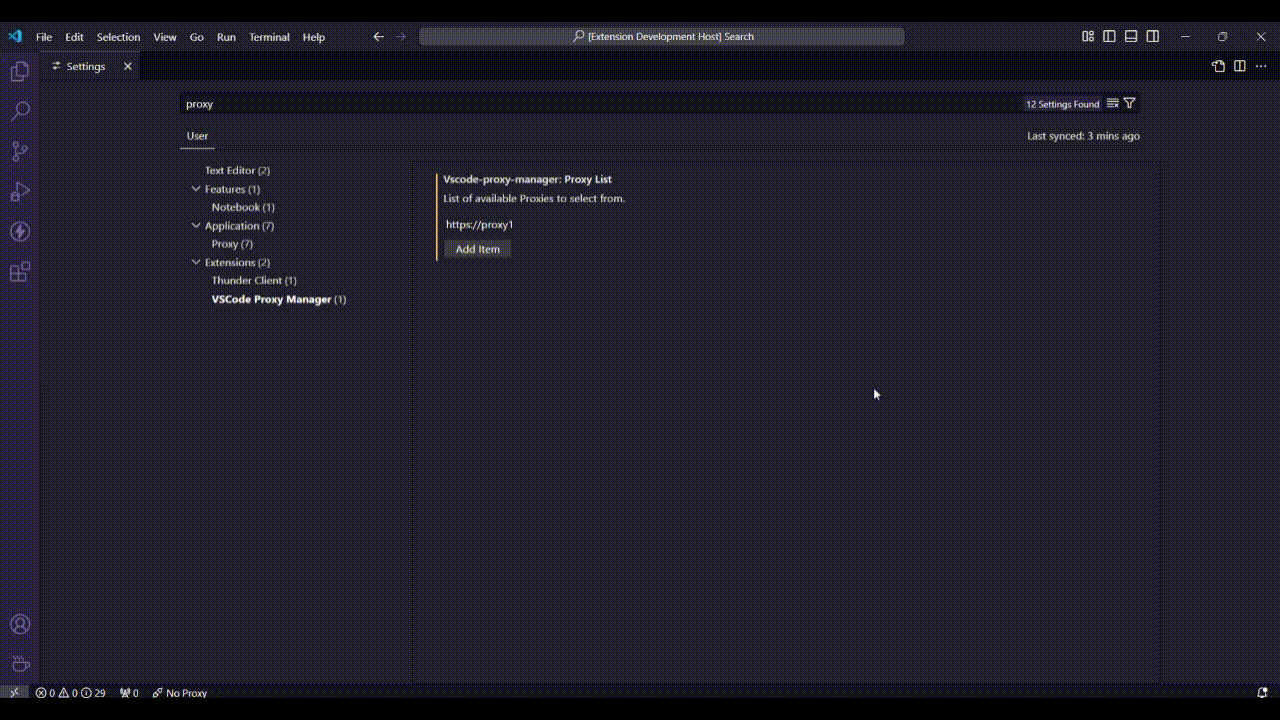 File Edit Selection View Go Run Terminal Help [Extension Development Host] Search
Settings
proxy 12 Settings Found
User Last synced: 3 mins ago
Text Editor (2)
Features (1)
Notebook (1)
Application (7)
Proxy (7)
Extensions (2)
Thunder Client (1)
VSCode Proxy Manager (1)
Vscode-proxy-manager: Proxy List
List of available Proxies to select from.
https://proxy1
Add Item
0 0 29 0 No Proxy